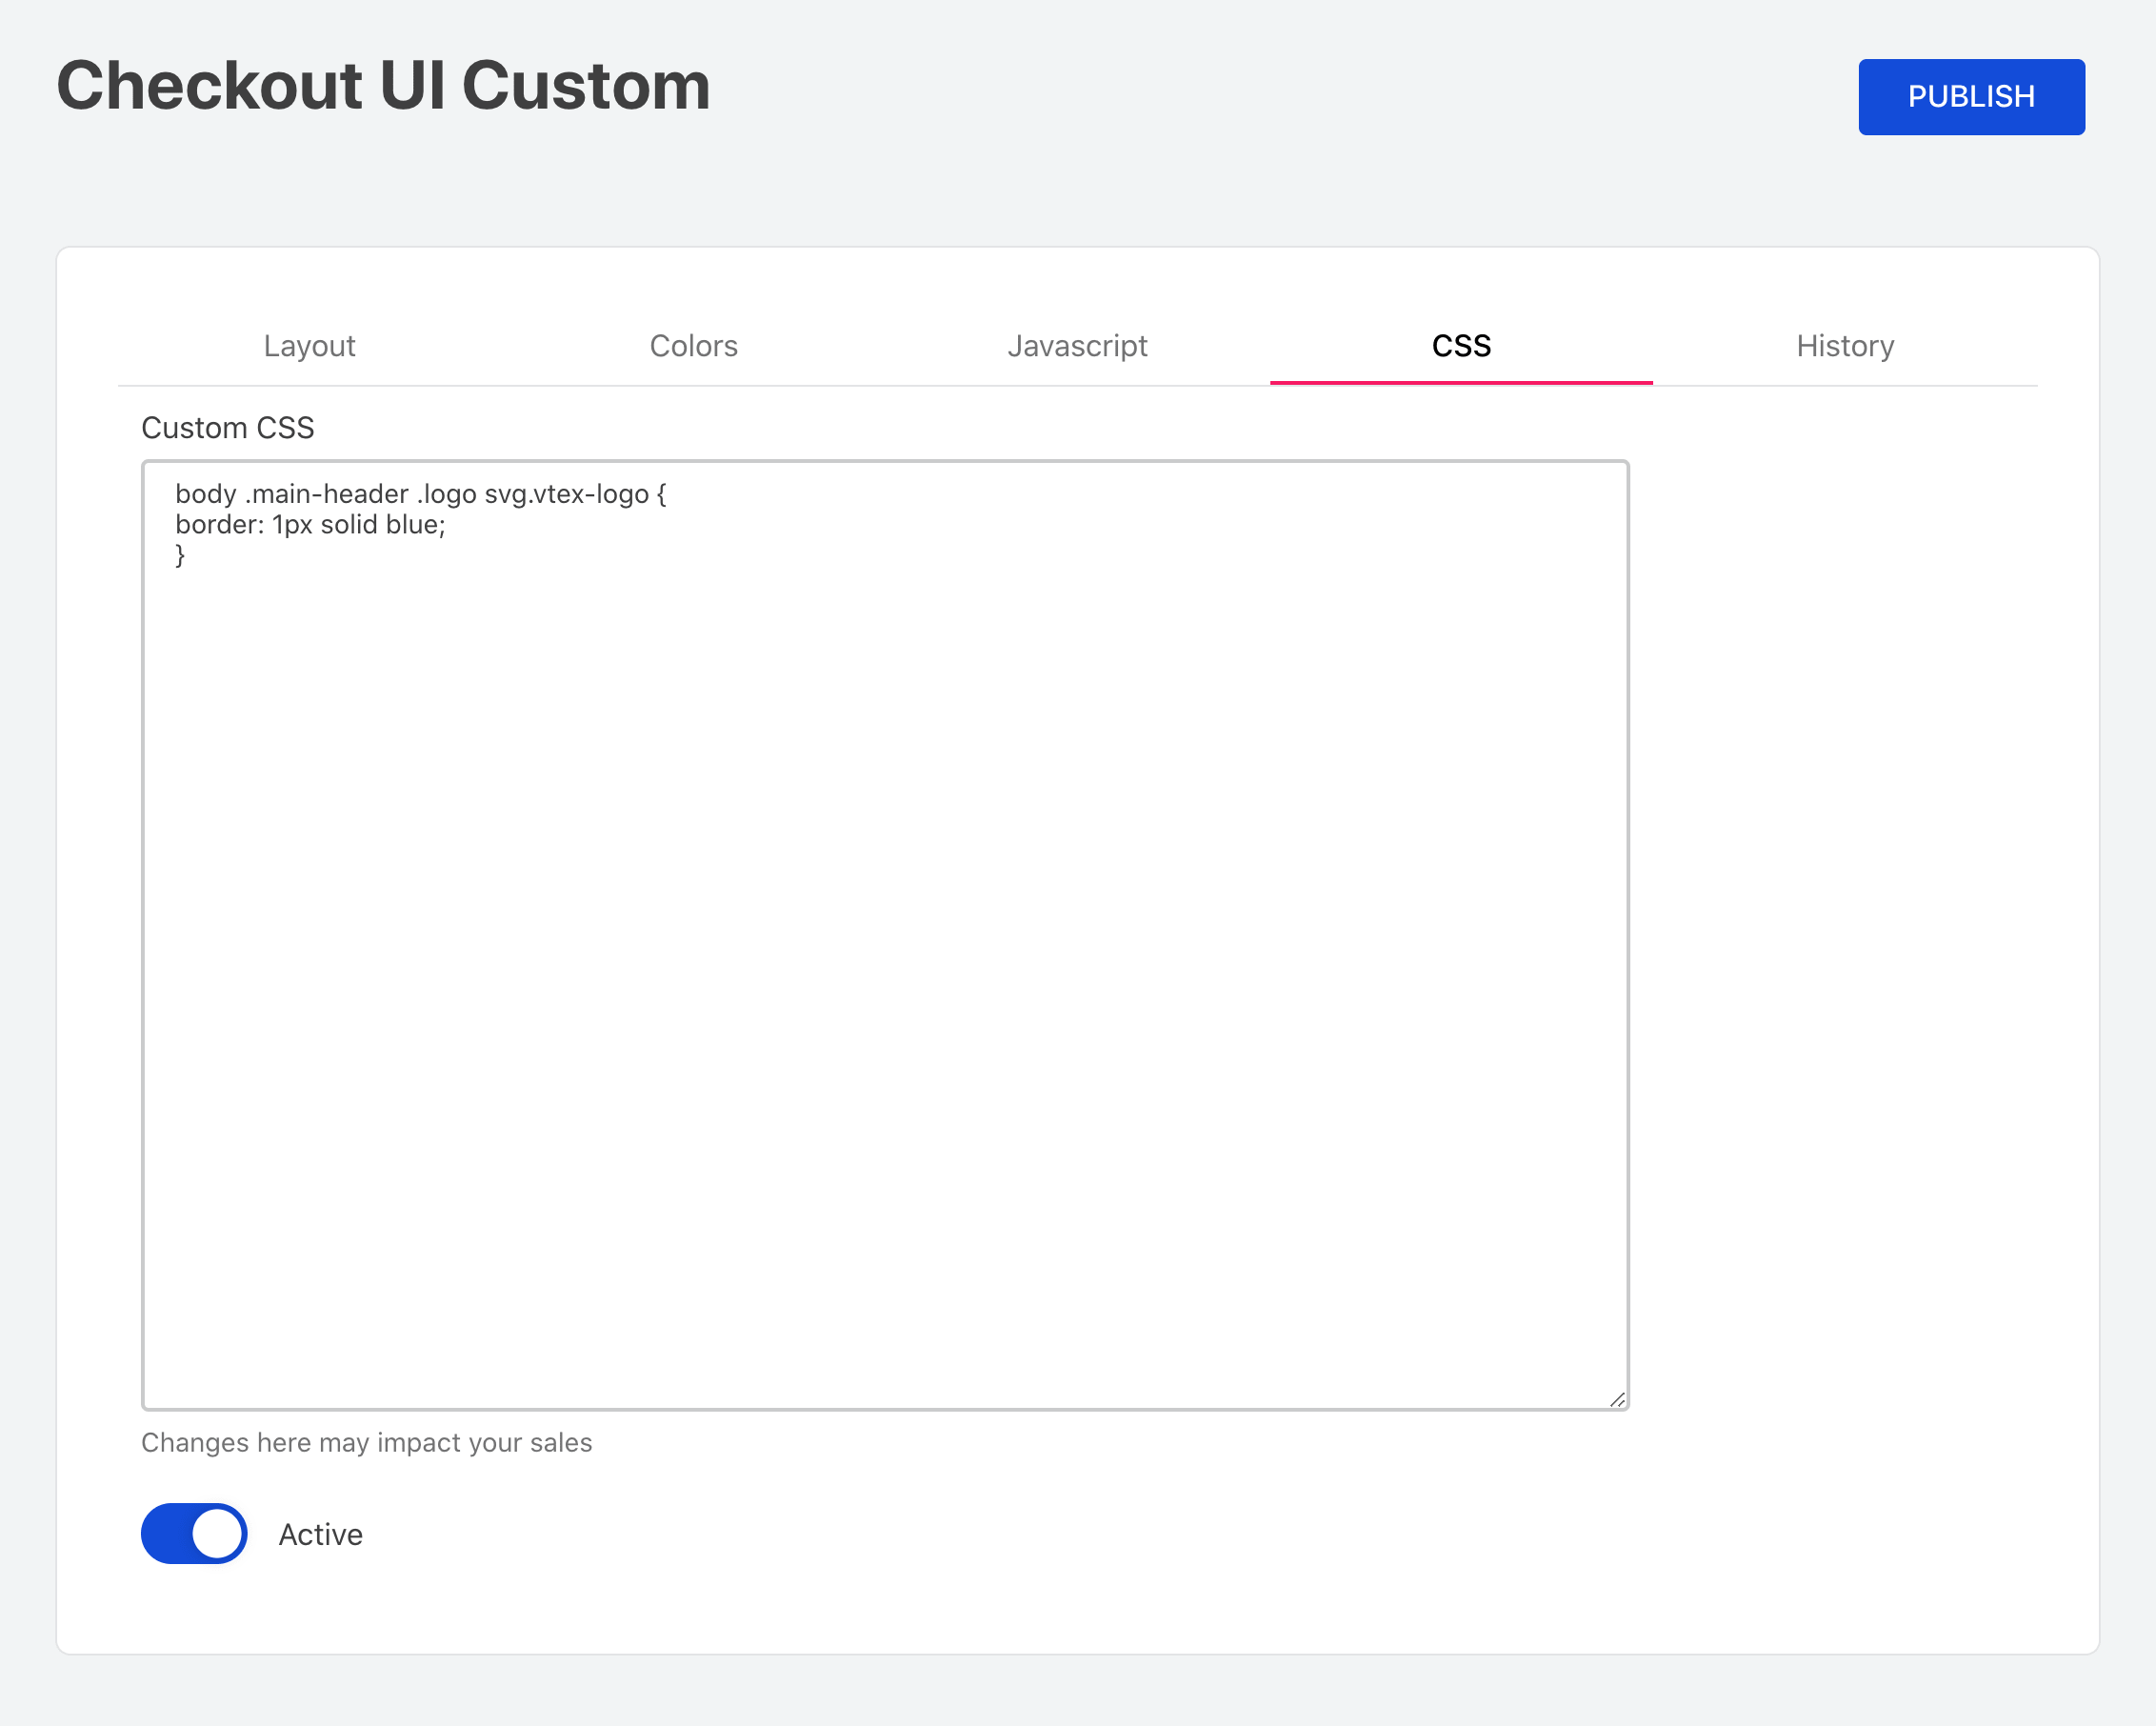 Checkout UI Custom
PUBLISH
Layout
Colors
Javascript
CSS
History
Custom CSS
body .main-header .logo svg.vtex-logo {
border: 1px solid blue;
}
Changes here may impact your sales
Active